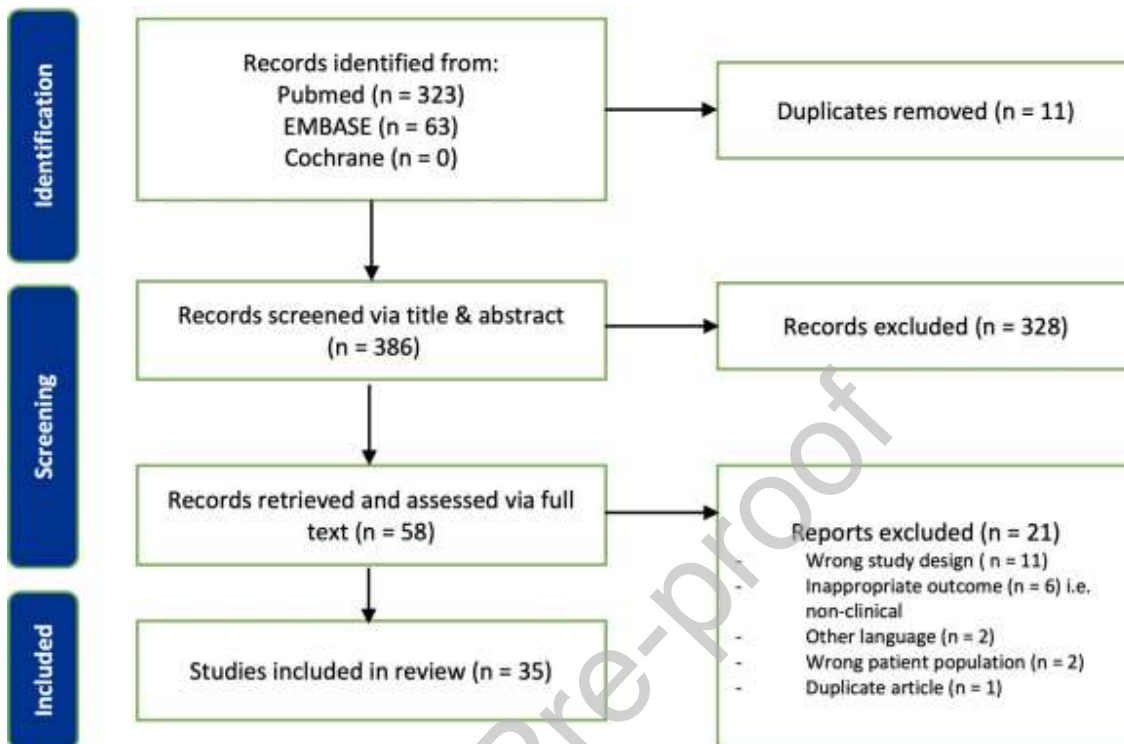 Identification
Records identified from:
Pubmed (n = 323)
EMBASE (n = 63)
Cochrane (n = 0)
Duplicates removed (n = 11)
Screening
Records screened via title & abstract
(n = 386)
Records excluded (n = 328)
Records retrieved and assessed via full
text (n = 58)
Reports excluded (n = 21)
- Wrong study design ( n = 11)
- Inappropriate outcome (n = 6) i.e.
non-clinical
- Other language (n = 2)
- Wrong patient population (n = 2)
- Duplicate article (n = 1)
Included
Studies included in review (n = 35)
Pre-proof